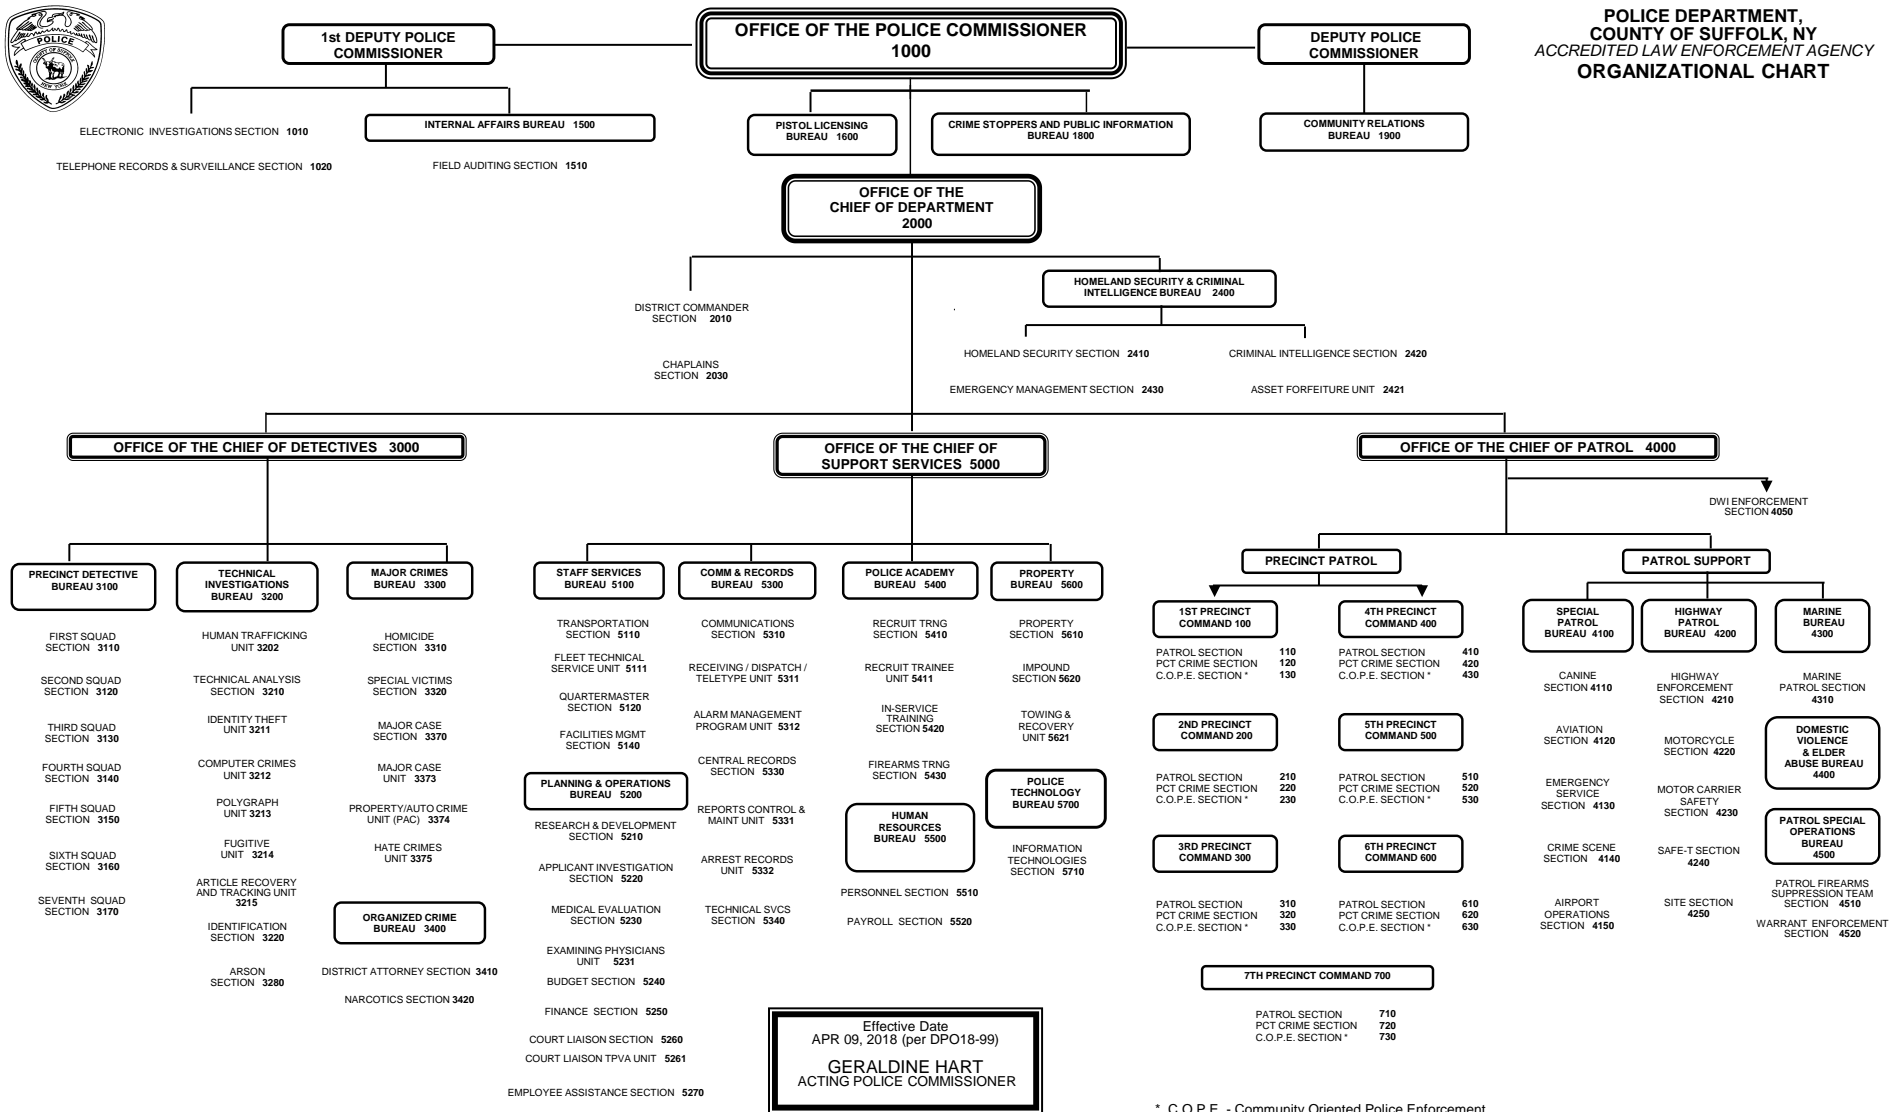 POLICE
COUNTY OF SUFFOLK
NEW YORK
1st DEPUTY POLICE
COMMISSIONER
OFFICE OF THE POLICE COMMISSIONER
1000
DEPUTY POLICE
COMMISSIONER
POLICE DEPARTMENT,
COUNTY OF SUFFOLK, NY
ACCREDITED LAW ENFORCEMENT AGENCY
ORGANIZATIONAL CHART
ELECTRONIC INVESTIGATIONS SECTION 1010
TELEPHONE RECORDS & SURVEILLANCE SECTION 1020
INTERNAL AFFAIRS BUREAU 1500
FIELD AUDITING SECTION 1510
PISTOL LICENSING
BUREAU 1600
CRIME STOPPERS AND PUBLIC INFORMATION
BUREAU 1800
COMMUNITY RELATIONS
BUREAU 1900
OFFICE OF THE
CHIEF OF DEPARTMENT
2000
DISTRICT COMMANDER
SECTION 2010
CHAPLAINS
SECTION 2030
HOMELAND SECURITY & CRIMINAL
INTELLIGENCE BUREAU 2400
HOMELAND SECURITY SECTION 2410
EMERGENCY MANAGEMENT SECTION 2430
CRIMINAL INTELLIGENCE SECTION 2420
ASSET FORFEITURE UNIT 2421
OFFICE OF THE CHIEF OF DETECTIVES 3000
OFFICE OF THE CHIEF OF
SUPPORT SERVICES 5000
OFFICE OF THE CHIEF OF PATROL 4000
DWI ENFORCEMENT
SECTION 4050
PRECINCT DETECTIVE
BUREAU 3100
FIRST SQUAD
SECTION 3110
SECOND SQUAD
SECTION 3120
THIRD SQUAD
SECTION 3130
FOURTH SQUAD
SECTION 3140
FIFTH SQUAD
SECTION 3150
SIXTH SQUAD
SECTION 3160
SEVENTH SQUAD
SECTION 3170
TECHNICAL
INVESTIGATIONS
BUREAU 3200
HUMAN TRAFFICKING
UNIT 3202
TECHNICAL ANALYSIS
SECTION 3210
IDENTITY THEFT
UNIT 3211
COMPUTER CRIMES
UNIT 3212
POLYGRAPH
UNIT 3213
FUGITIVE
UNIT 3214
ARTICLE RECOVERY
AND TRACKING UNIT
3215
IDENTIFICATION
SECTION 3220
ARSON
SECTION 3280
MAJOR CRIMES
BUREAU 3300
HOMICIDE
SECTION 3310
SPECIAL VICTIMS
SECTION 3320
MAJOR CASE
SECTION 3370
MAJOR CASE
UNIT 3373
PROPERTY/AUTO CRIME
UNIT (PAC) 3374
HATE CRIMES
UNIT 3375
ORGANIZED CRIME
BUREAU 3400
DISTRICT ATTORNEY SECTION 3410
NARCOTICS SECTION 3420
STAFF SERVICES
BUREAU 5100
TRANSPORTATION
SECTION 5110
FLEET TECHNICAL
SERVICE UNIT 5111
QUARTERMASTER
SECTION 5120
FACILITIES MGMT
SECTION 5140
PLANNING & OPERATIONS
BUREAU 5200
RESEARCH & DEVELOPMENT
SECTION 5210
APPLICANT INVESTIGATION
SECTION 5220
MEDICAL EVALUATION
SECTION 5230
EXAMINING PHYSICIANS
UNIT 5231
BUDGET SECTION 5240
FINANCE SECTION 5250
COURT LIAISON SECTION 5260
COURT LIAISON TPVA UNIT 5261
EMPLOYEE ASSISTANCE SECTION 5270
COMM & RECORDS
BUREAU 5300
COMMUNICATIONS
SECTION 5310
RECEIVING / DISPATCH /
TELETYPE UNIT 5311
ALARM MANAGEMENT
PROGRAM UNIT 5312
CENTRAL RECORDS
SECTION 5330
REPORTS CONTROL &
MAINT UNIT 5331
ARREST RECORDS
UNIT 5332
TECHNICAL SVCS
SECTION 5340
POLICE ACADEMY
BUREAU 5400
RECRUIT TRNG
SECTION 5410
RECRUIT TRAINEE
UNIT 5411
IN-SERVICE
TRAINING
SECTION 5420
FIREARMS TRNG
SECTION 5430
HUMAN
RESOURCES
BUREAU 5500
PERSONNEL SECTION 5510
PAYROLL SECTION 5520
PROPERTY
BUREAU 5600
PROPERTY
SECTION 5610
IMPOUND
SECTION 5620
TOWING &
RECOVERY
UNIT 5621
POLICE
TECHNOLOGY
BUREAU 5700
INFORMATION
TECHNOLOGIES
SECTION 5710
PRECINCT PATROL
1ST PRECINCT
COMMAND 100
PATROL SECTION 110
PCT CRIME SECTION 120
C.O.P.E. SECTION * 130
2ND PRECINCT
COMMAND 200
PATROL SECTION 210
PCT CRIME SECTION 220
C.O.P.E. SECTION * 230
3RD PRECINCT
COMMAND 300
PATROL SECTION 310
PCT CRIME SECTION 320
C.O.P.E. SECTION * 330
4TH PRECINCT
COMMAND 400
PATROL SECTION 410
PCT CRIME SECTION 420
C.O.P.E. SECTION * 430
5TH PRECINCT
COMMAND 500
PATROL SECTION 510
PCT CRIME SECTION 520
C.O.P.E. SECTION * 530
6TH PRECINCT
COMMAND 600
PATROL SECTION 610
PCT CRIME SECTION 620
C.O.P.E. SECTION * 630
7TH PRECINCT COMMAND 700
PATROL SECTION 710
PCT CRIME SECTION 720
C.O.P.E. SECTION * 730
PATROL SUPPORT
SPECIAL
PATROL
BUREAU 4100
CANINE
SECTION 4110
AVIATION
SECTION 4120
EMERGENCY
SERVICE
SECTION 4130
CRIME SCENE
SECTION 4140
AIRPORT
OPERATIONS
SECTION 4150
HIGHWAY
PATROL
BUREAU 4200
HIGHWAY
ENFORCEMENT
SECTION 4210
MOTORCYCLE
SECTION 4220
MOTOR CARRIER
SAFETY
SECTION 4230
SAFE-T SECTION
4240
SITE SECTION
4250
MARINE
BUREAU
4300
MARINE
PATROL SECTION
4310
DOMESTIC
VIOLENCE
& ELDER
ABUSE BUREAU
4400
PATROL SPECIAL
OPERATIONS
BUREAU
4500
PATROL FIREARMS
SUPPRESSION TEAM
SECTION 4510
WARRANT ENFORCEMENT
SECTION 4520
Effective Date
APR 09, 2018 (per DPO18-99)
GERALDINE HART
ACTING POLICE COMMISSIONER
* C.O.P.E. - Community Oriented Police Enforcement